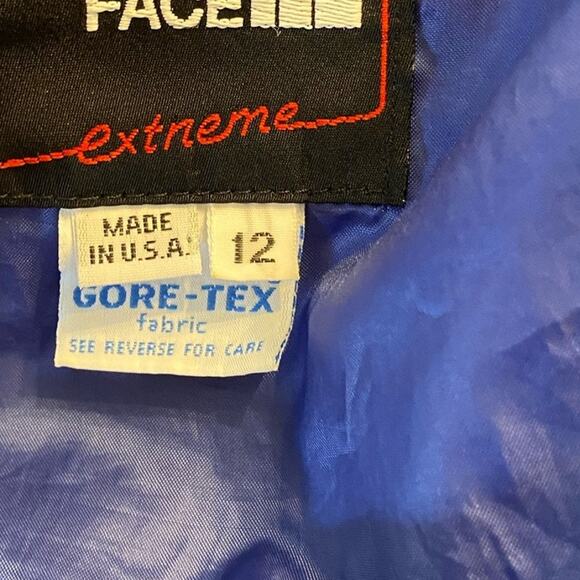 FACE
extreme
MADE
IN U.S.A.
12
GORE-TEX
fabric
SEE REVERSE FOR CARE